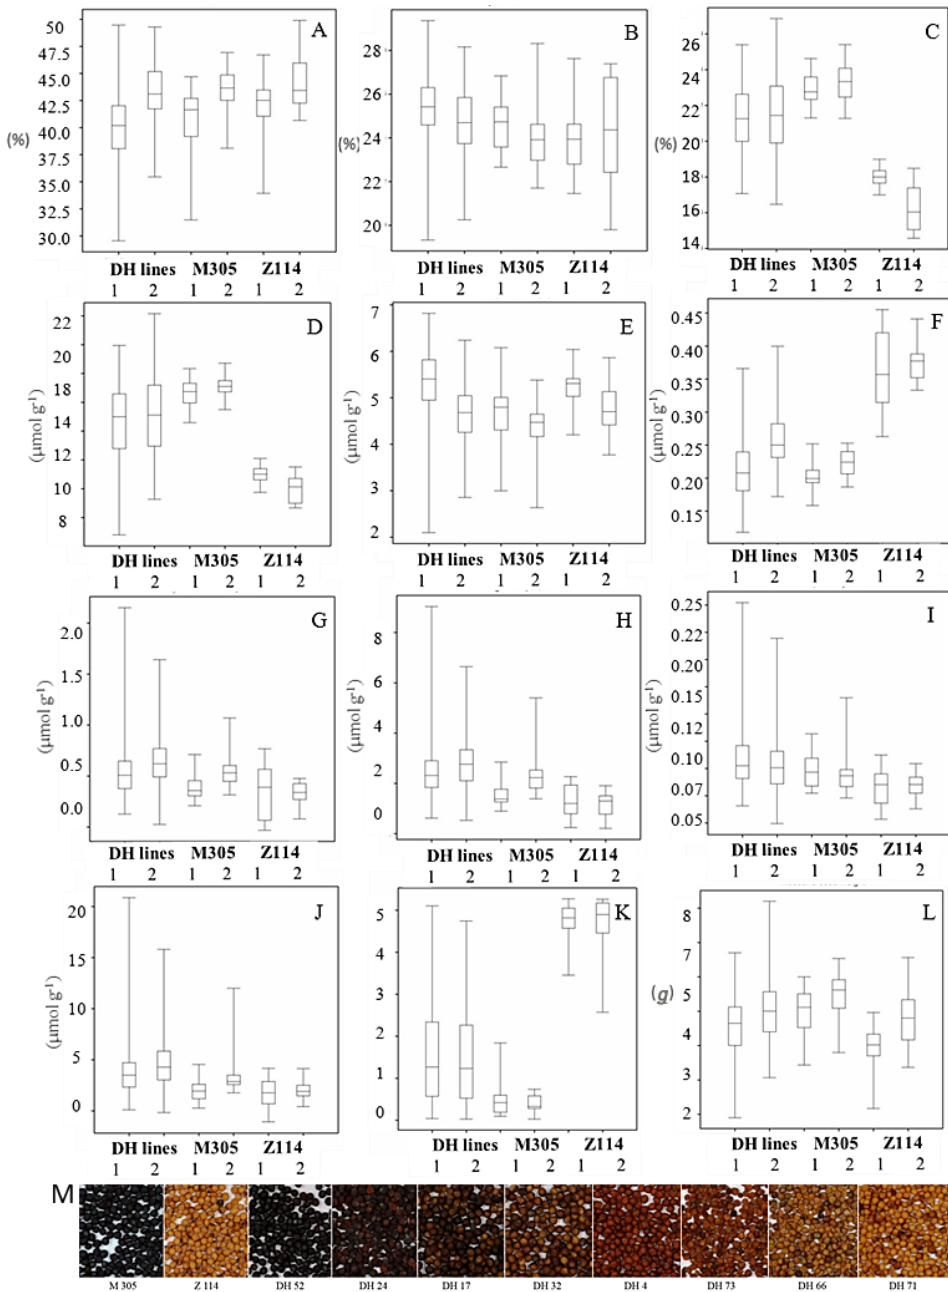 A
50
47.5
45.0
42.5
40.0
37.5
35.0
32.5
30.0
(%)
DH lines M305 Z114
1 2 1 2 1 2
B
28
26
24
22
20
(%)
DH lines M305 Z114
1 2 1 2 1 2
C
26
24
22
20
18
16
14
(%)
DH lines M305 Z114
1 2 1 2 1 2
D
22
20
18
16
14
12
10
8
(µmol g⁻¹)
DH lines M305 Z114
1 2 1 2 1 2
E
7
6
5
4
3
2
(µmol g⁻¹)
DH lines M305 Z114
1 2 1 2 1 2
F
0.45
0.40
0.35
0.30
0.25
0.20
0.15
(µmol g⁻¹)
DH lines M305 Z114
1 2 1 2 1 2
G
2.0
1.5
1.0
0.5
0.0
(µmol g⁻¹)
DH lines M305 Z114
1 2 1 2 1 2
H
8
6
4
2
0
(µmol g⁻¹)
DH lines M305 Z114
1 2 1 2 1 2
I
0.25
0.22
0.20
0.17
0.15
0.12
0.10
0.07
0.05
(µmol g⁻¹)
DH lines M305 Z114
1 2 1 2 1 2
J
20
15
10
5
0
(µmol g⁻¹)
DH lines M305 Z114
1 2 1 2 1 2
K
5
4
3
2
1
0
DH lines M305 Z114
1 2 1 2 1 2
L
8
7
5
4
3
2
(g)
DH lines M305 Z114
1 2 1 2 1 2
M
M 305 Z 114 DH 52 DH 24 DH 17 DH 32 DH 4 DH 73 DH 66 DH 71